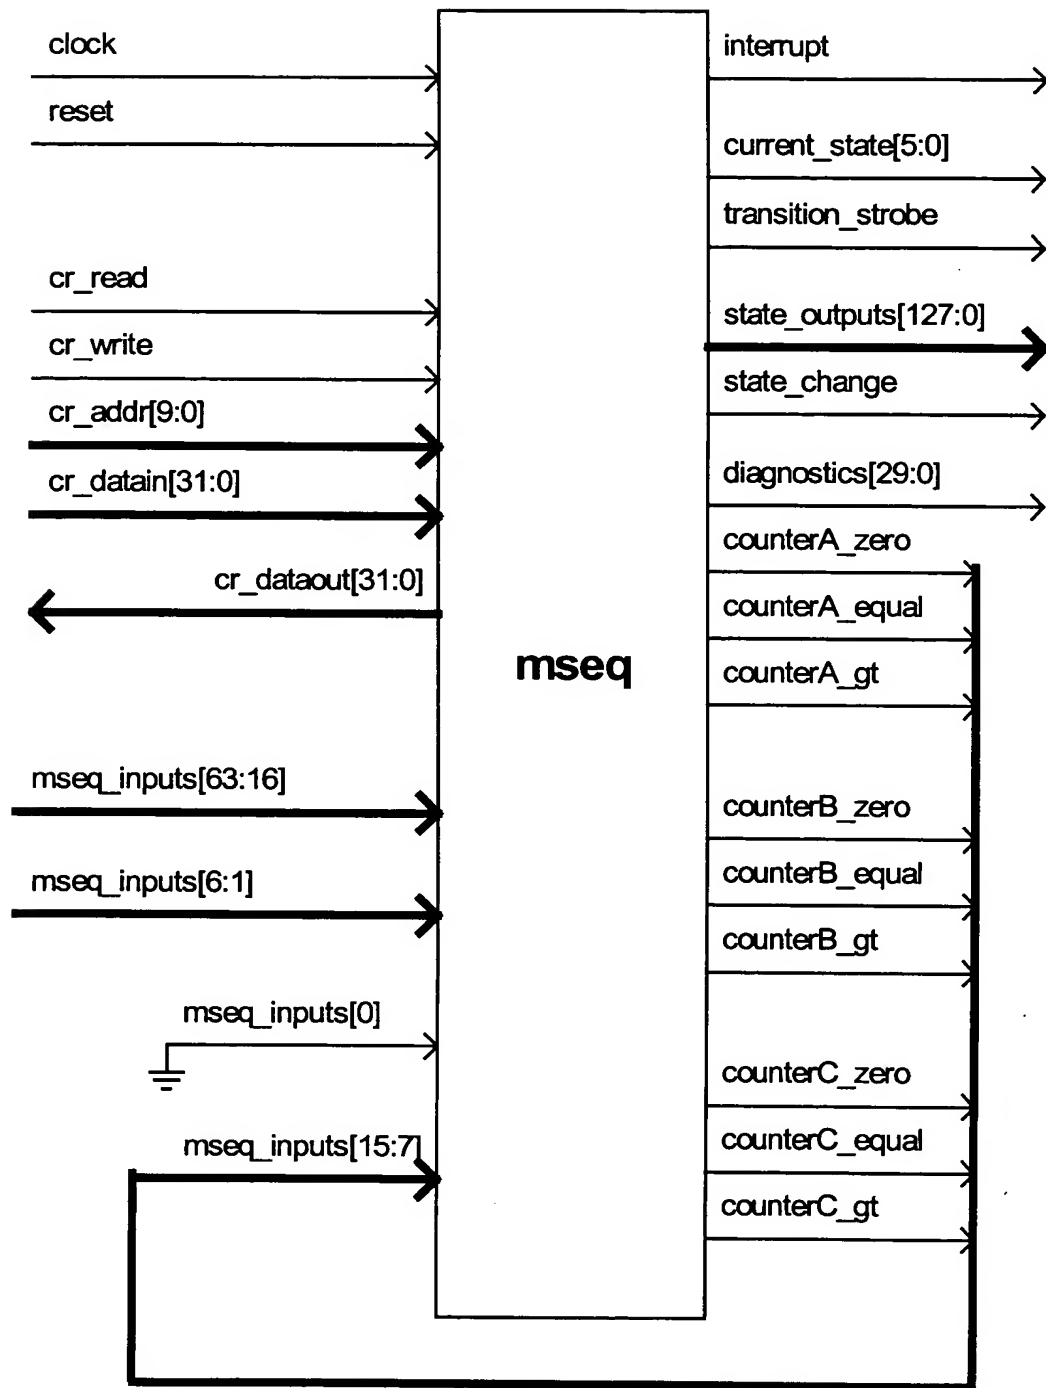 clock
reset
cr_read
cr_write
cr_addr[9:0]
cr_datain[31:0]
cr_dataout[31:0]
mseq_inputs[63:16]
mseq_inputs[6:1]
mseq_inputs[0]
mseq_inputs[15:7]
mseq
interrupt
current_state[5:0]
transition_strobe
state_outputs[127:0]
state_change
diagnostics[29:0]
counterA_zero
counterA_equal
counterA_gt
counterB_zero
counterB_equal
counterB_gt
counterC_zero
counterC_equal
counterC_gt